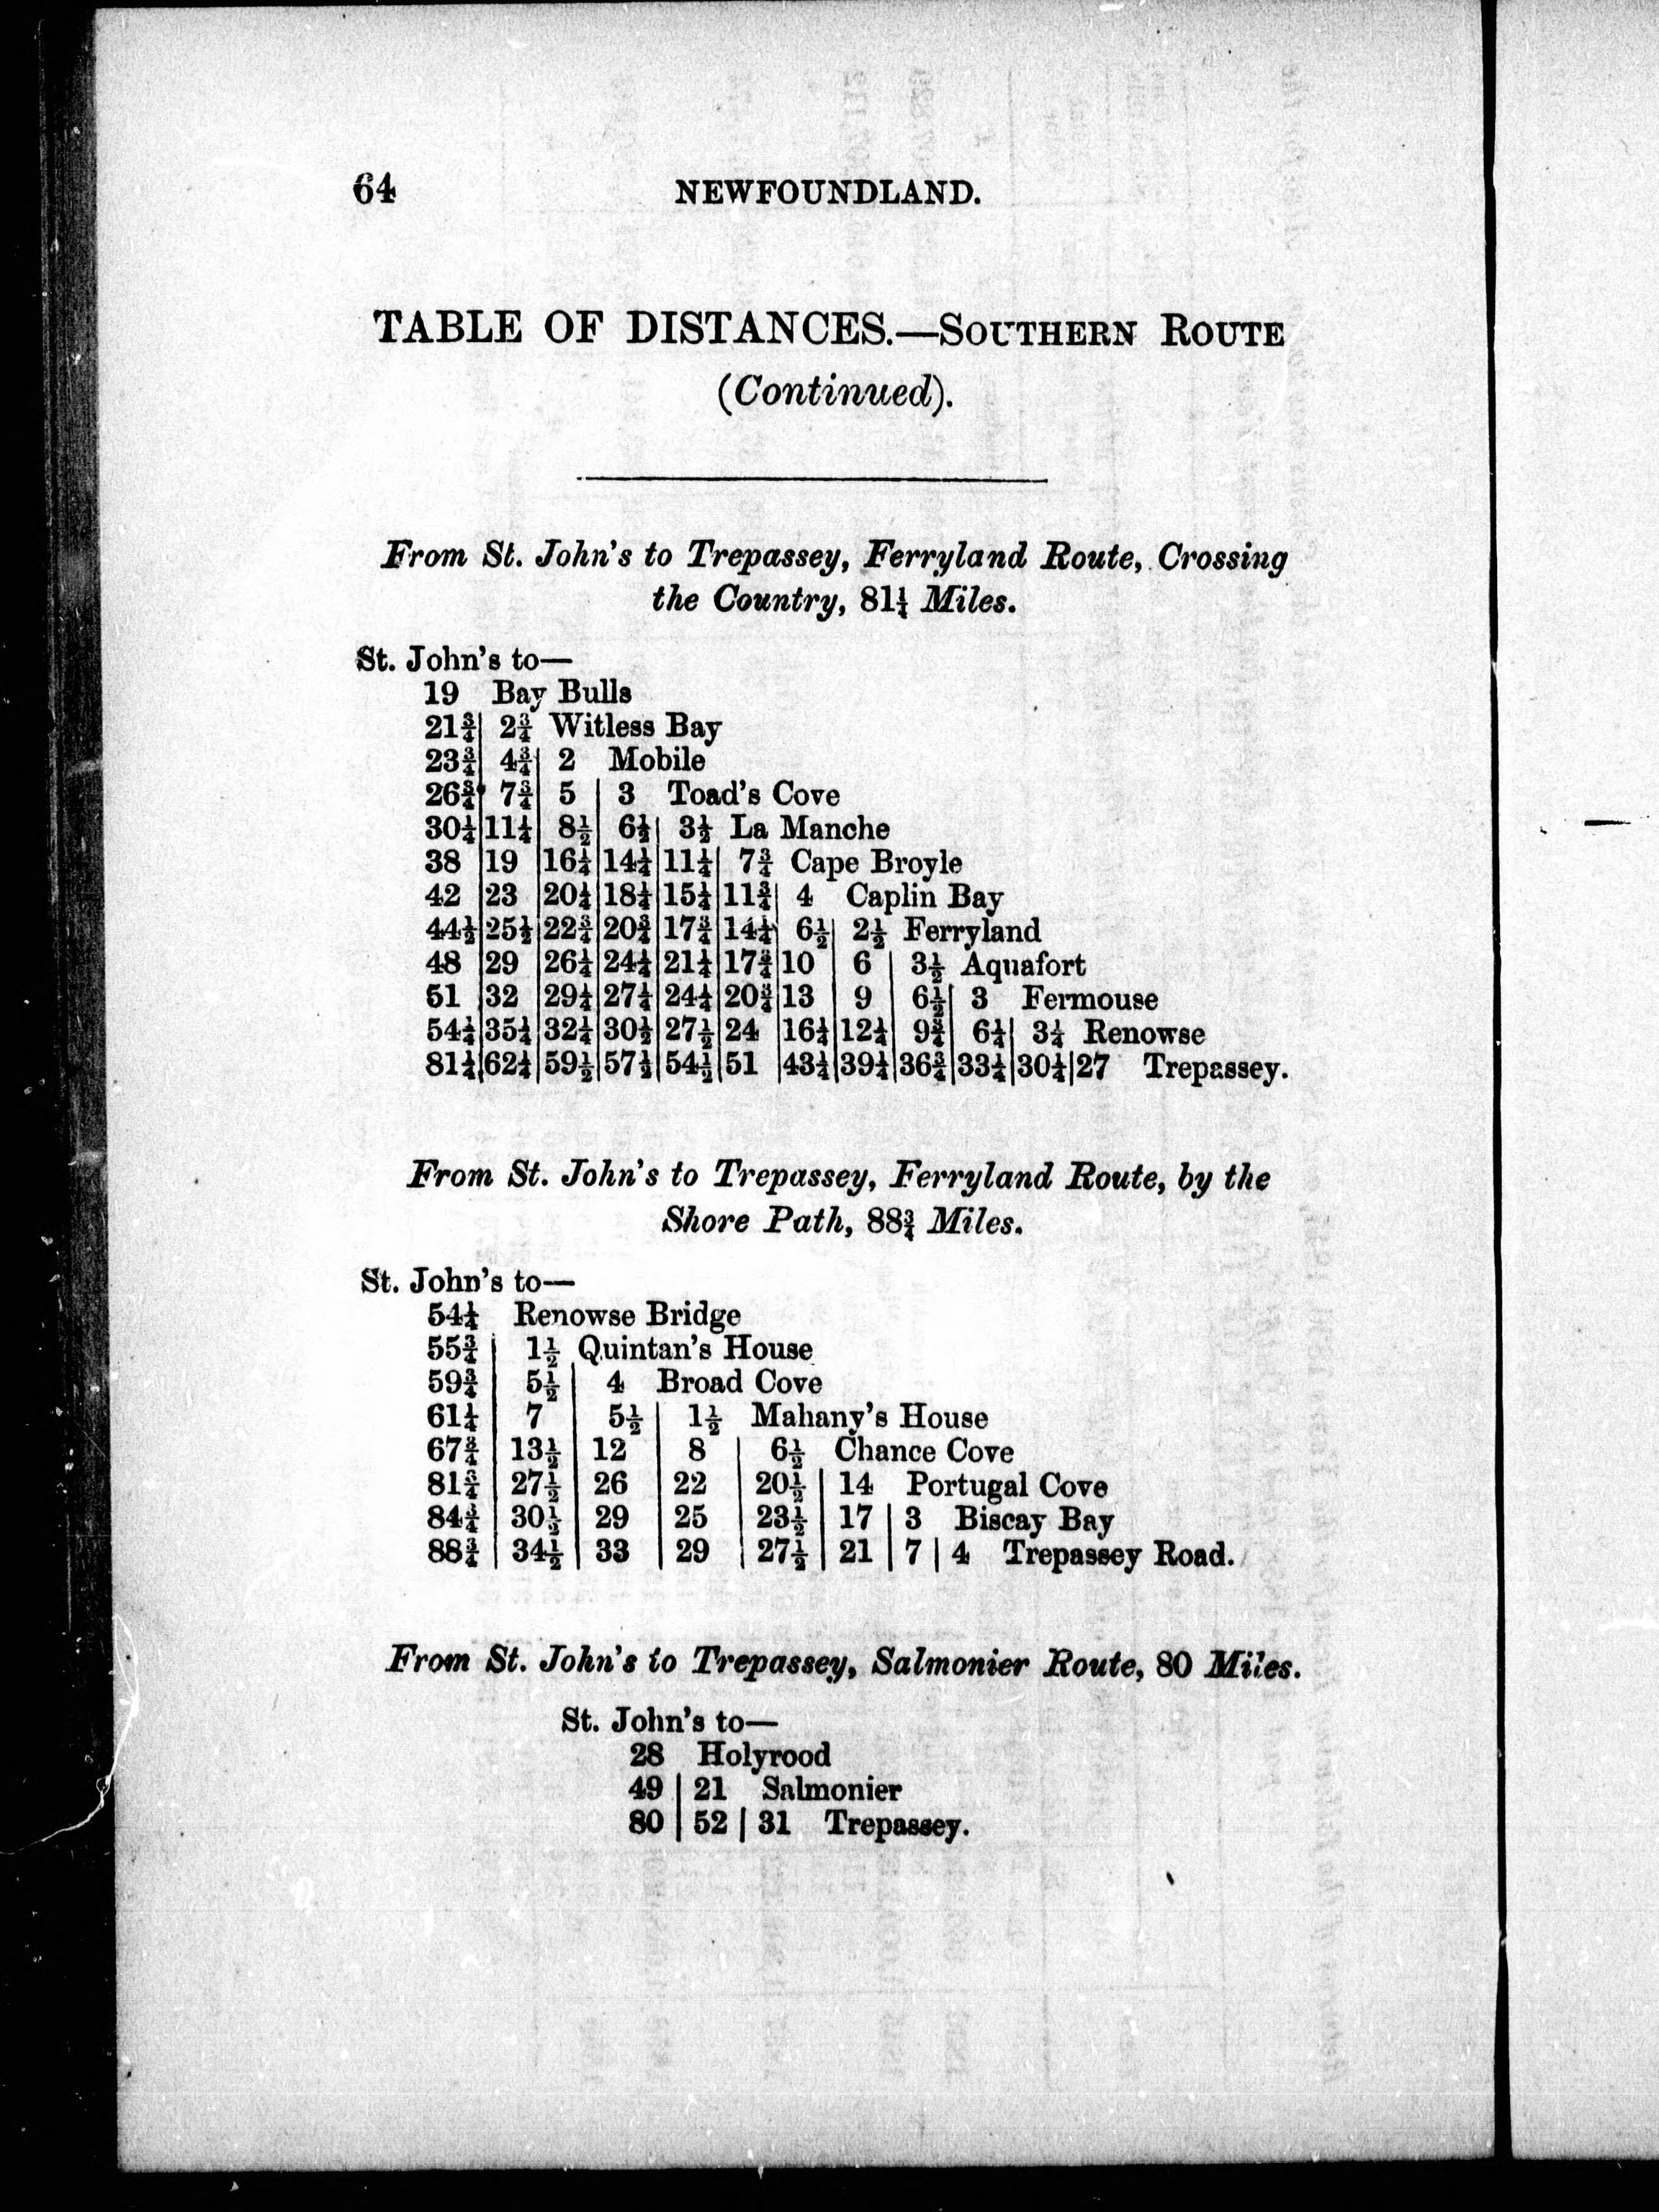 64 NEWFOUNDLAND.
TABLE OF DISTANCES.—SOUTHERN ROUTE
(Continued).
From St. John's to Trepassey, Ferryland Route, Crossing
the Country, 81¼ Miles.
St. John's to—
19 Bay Bulls
21¾ | 2¾ Witless Bay
23¾ | 4¾ | 2 Mobile
26¾ | 7¾ | 5 | 3 Toad's Cove
30¼ | 11¼ | 8½ | 6½ | 3½ La Manche
38 | 19 | 16¼ | 14¼ | 11¼ | 7¾ Cape Broyle
42 | 23 | 20¼ | 18¼ | 15¼ | 11¾ | 4 Caplin Bay
44½ | 25½ | 22¾ | 20¾ | 17¾ | 14¼ | 6½ | 2½ Ferryland
48 | 29 | 26¼ | 24¼ | 21¼ | 17¾ | 10 | 6 | 3½ Aquafort
51 | 32 | 29¼ | 27¼ | 24¼ | 20¾ | 13 | 9 | 6½ | 3 Fermouse
54¼ | 35¼ | 32¼ | 30½ | 27½ | 24 | 16¼ | 12¼ | 9¾ | 6¼ | 3¼ Renowse
81¼ | 62¼ | 59½ | 57½ | 54½ | 51 | 43¼ | 39¼ | 36¾ | 33¼ | 30¼ | 27 Trepassey.
From St. John's to Trepassey, Ferryland Route, by the
Shore Path, 88¾ Miles.
St. John's to—
54¼ Renowse Bridge
55¾ | 1½ Quintan's House
59¾ | 5½ | 4 Broad Cove
61¼ | 7 | 5½ | 1½ Mahany's House
67¾ | 13½ | 12 | 8 | 6½ Chance Cove
81¾ | 27½ | 26 | 22 | 20½ | 14 Portugal Cove
84¾ | 30½ | 29 | 25 | 23½ | 17 | 3 Biscay Bay
88¾ | 34½ | 33 | 29 | 27½ | 21 | 7 | 4 Trepassey Road.
From St. John's to Trepassey, Salmonier Route, 80 Miles.
St. John's to—
28 Holyrood
49 | 21 Salmonier
80 | 52 | 31 Trepassey.